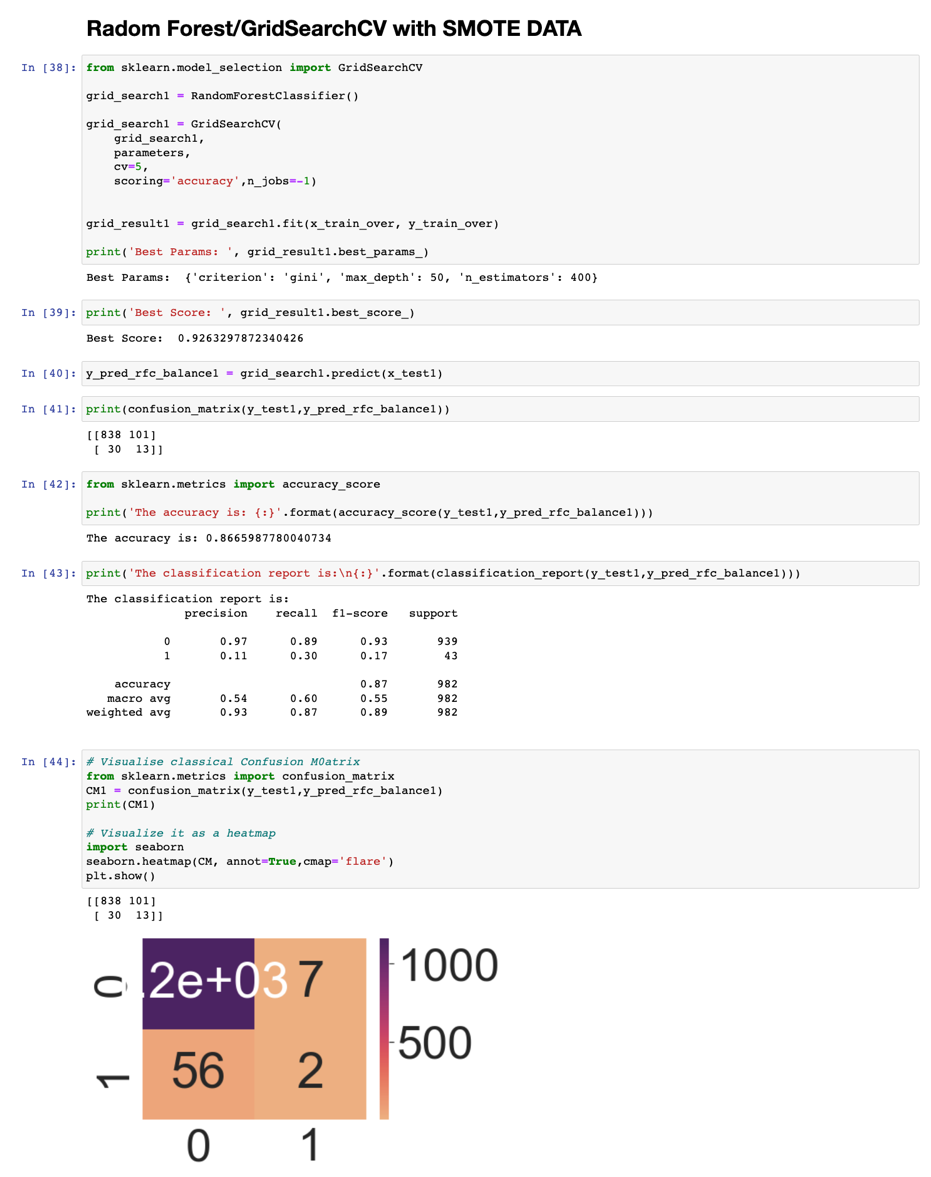 Radom Forest/GridSearchCV with SMOTE DATA
In [38]: from sklearn.model_selection import GridSearchCV
grid_search1 = RandomForestClassifier()
grid_search1 = GridSearchCV(
    grid_search1,
    parameters,
    cv=5,
    scoring='accuracy',n_jobs=-1)
grid_result1 = grid_search1.fit(x_train_over, y_train_over)
print('Best Params: ', grid_result1.best_params_)
Best Params:  {'criterion': 'gini', 'max_depth': 50, 'n_estimators': 400}
In [39]: print('Best Score: ', grid_result1.best_score_)
Best Score:  0.9263297872340426
In [40]: y_pred_rfc_balance1 = grid_search1.predict(x_test1)
In [41]: print(confusion_matrix(y_test1,y_pred_rfc_balance1))
[[838 101]
 [ 30  13]]
In [42]: from sklearn.metrics import accuracy_score
print('The accuracy is: {:}'.format(accuracy_score(y_test1,y_pred_rfc_balance1)))
The accuracy is: 0.8665987780040734
In [43]: print('The classification report is:\n{:}'.format(classification_report(y_test1,y_pred_rfc_balance1)))
The classification report is:
              precision    recall  f1-score   support
           0       0.97      0.89      0.93       939
           1       0.11      0.30      0.17        43
    accuracy                           0.87       982
   macro avg       0.54      0.60      0.55       982
weighted avg       0.93      0.87      0.89       982
In [44]: # Visualise classical Confusion M0atrix
from sklearn.metrics import confusion_matrix
CM1 = confusion_matrix(y_test1,y_pred_rfc_balance1)
print(CM1)
# Visualize it as a heatmap
import seaborn
seaborn.heatmap(CM, annot=True,cmap='flare')
plt.show()
[[838 101]
 [ 30  13]]
0 .2e+03 7 1000
500
1 56 2
0 1